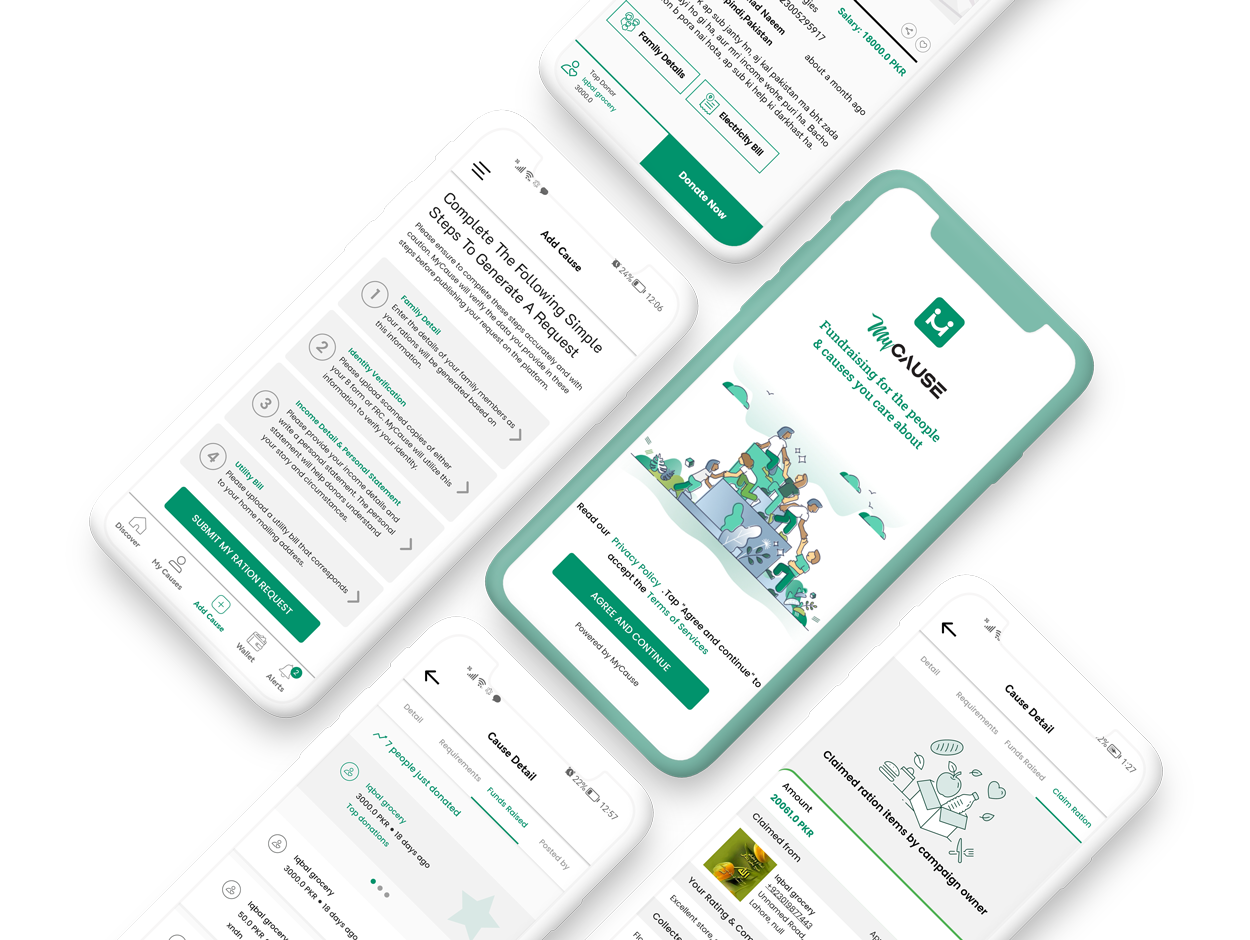 gies
Salary: 18000.0 PKR
ad Naeem
23005295917
pindi,Pakistan
about a month ago
k ap sub janty hn, aj kal pakistan ma bht zada
ayi ho gi ha, aur mri income wohe puri ha. Bacho
on b pora nai hota, ap sub ki help ki darkhast ha.
Family Details
Electricity Bill
Top Donor
Iqbal grocery
3000.0
Donate Now
24%
12:06
Add Cause
Complete The Following Simple
Steps To Generate A Request
Please ensure to complete these steps accurately and with
caution. MyCause will verify the data you provide in these
steps before publishing your request on the platform.
1
Family Detail
Enter the details of your family members as
your rations will be generated based on
this information.
2
Identity Verification
Please upload scanned copies of either
your B form or FRC. MyCause will utilize this
information to verify your identity.
3
Income Detail & Personal Statement
Please provide your income details and
write a personal statement. The personal
statement will help donors understand
your story and circumstances.
4
Utility Bill
Please upload a utility bill that corresponds
to your home mailing address.
SUBMIT MY RATION REQUEST
Discover
My Causes
Add Cause
Wallet
Alerts
2
My CAUSE
Fundraising for the people
& causes you care about
Read our Privacy Policy . Tap "Agree and continue" to
accept the Terms of Services
AGREE AND CONTINUE
Powered by MyCause
22%
12:57
Cause Detail
Detail
Requirements
Funds Raised
Posted by
7 people just donated
Iqbal grocery
3000.0 PKR • 18 days ago
Top donations
Iqbal grocery
3000.0 PKR • 18 days ago
Iqbal grocery
50.0 PKR • 18 days ago
xndn
1:27
Cause Detail
Detail
Requirements
Funds Raised
Claim Ration
Claimed ration items by campaign owner
Amount
20061.0 PKR
Claimed from
Iqbal grocery
+923019877443
Unnamed Road,
Lahore, null
Your Rating & Com
Excellent store,
Collecte